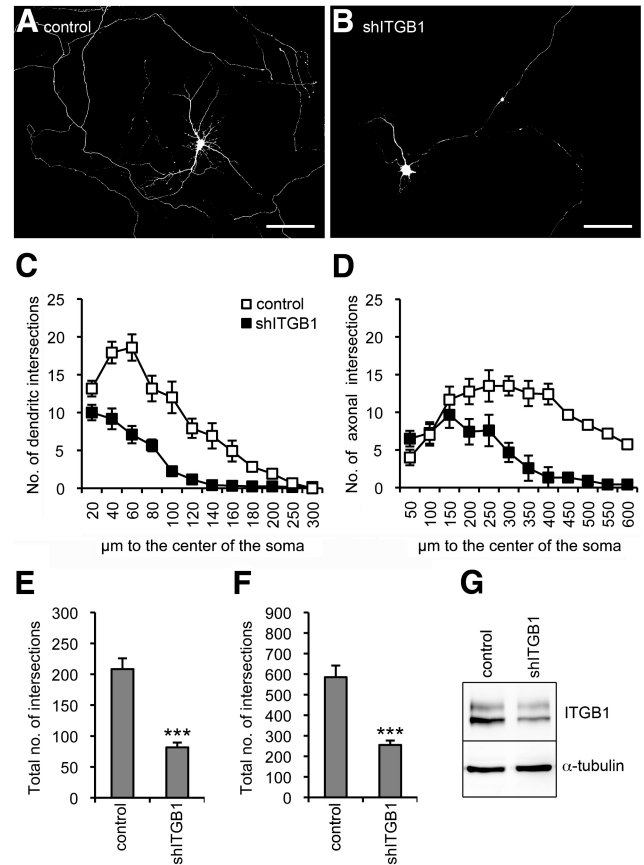 A control
B shITGB1
C
D
No. of dendritc intersections
25
20
15
10
5
0
control
shITGB1
20 40 60 80 100 120 140 160 180 200 250 300
µm to the center of the soma
No. of axonal intersections
25
20
15
10
5
0
50 100 150 200 250 300 350 400 450 500 550 600
µm to the center of the soma
E
F
G
Total no. of intersections
300
250
200
150
100
50
0
***
control
shITGB1
Total no. of intersections
900
800
700
600
500
400
300
200
100
0
***
control
shITGB1
control
shITGB1
ITGB1
α-tubulin